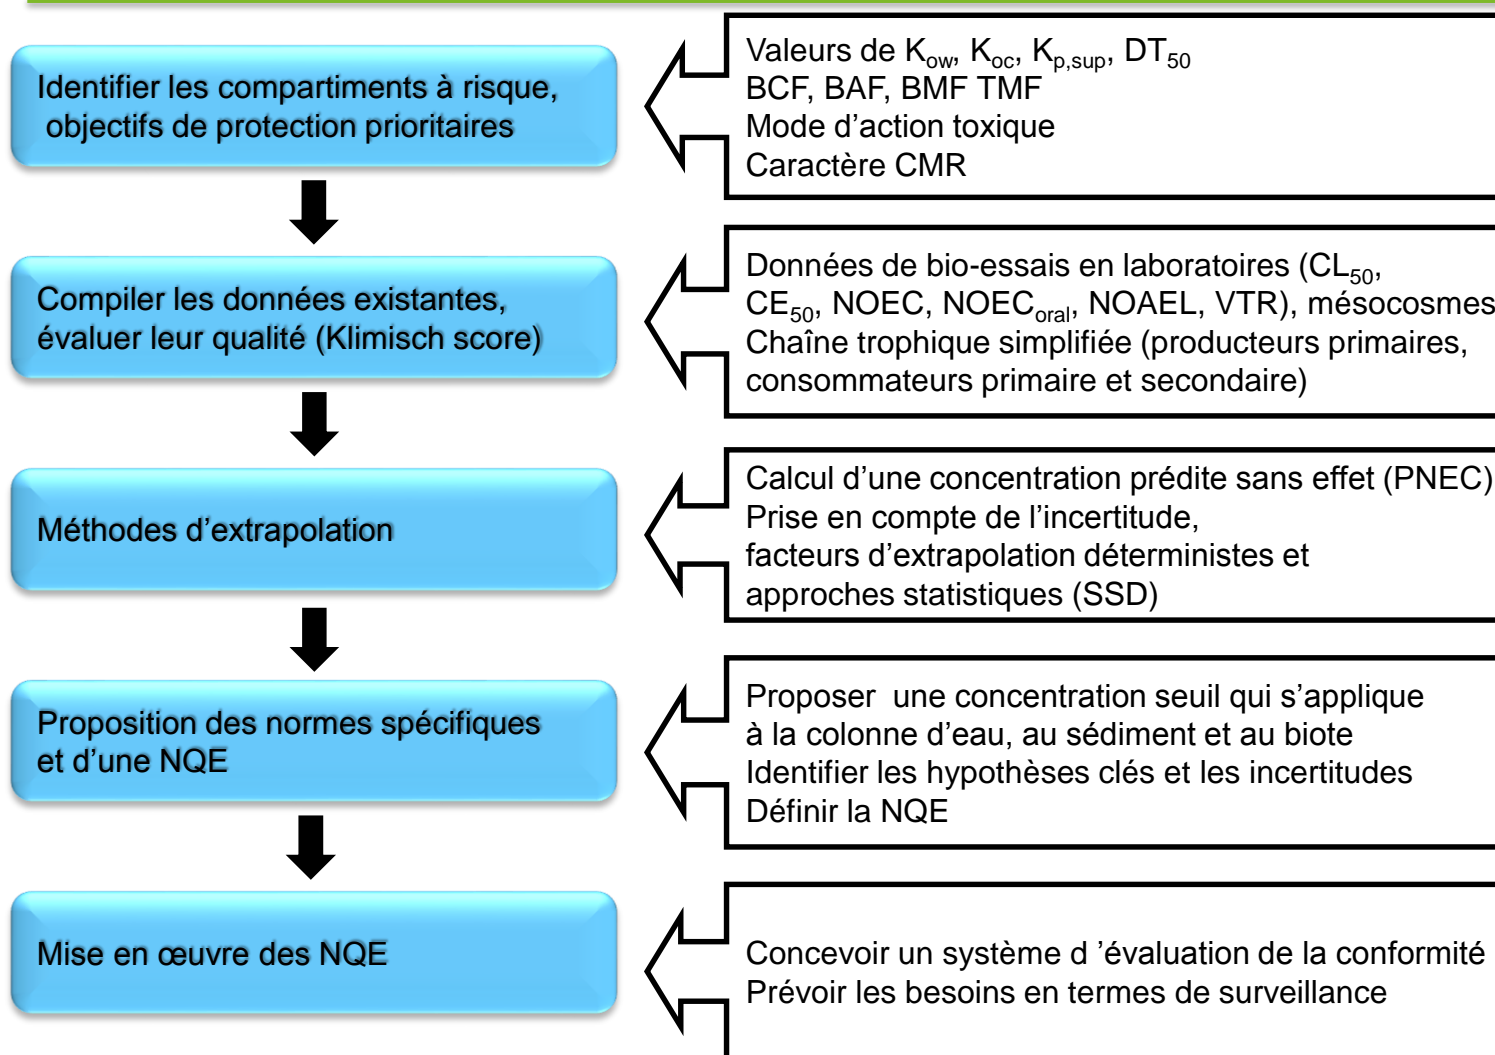 Identifier les compartiments à risque,
objectifs de protection prioritaires
Valeurs de Kow, Koc, Kp,sup, DT50
BCF, BAF, BMF TMF
Mode d’action toxique
Caractère CMR
Compiler les données existantes,
évaluer leur qualité (Klimisch score)
Données de bio-essais en laboratoires (CL50,
CE50, NOEC, NOECoral, NOAEL, VTR), mésocosmes
Chaîne trophique simplifiée (producteurs primaires,
consommateurs primaire et secondaire)
Méthodes d’extrapolation
Calcul d’une concentration prédite sans effet (PNEC)
Prise en compte de l’incertitude,
facteurs d’extrapolation déterministes et
approches statistiques (SSD)
Proposition des normes spécifiques
et d’une NQE
Proposer une concentration seuil qui s’applique
à la colonne d’eau, au sédiment et au biote
Identifier les hypothèses clés et les incertitudes
Définir la NQE
Mise en œuvre des NQE
Concevoir un système d ’évaluation de la conformité
Prévoir les besoins en termes de surveillance